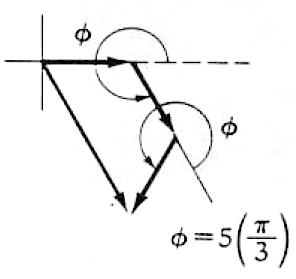 ϕ
ϕ
ϕ = 5(π/3)